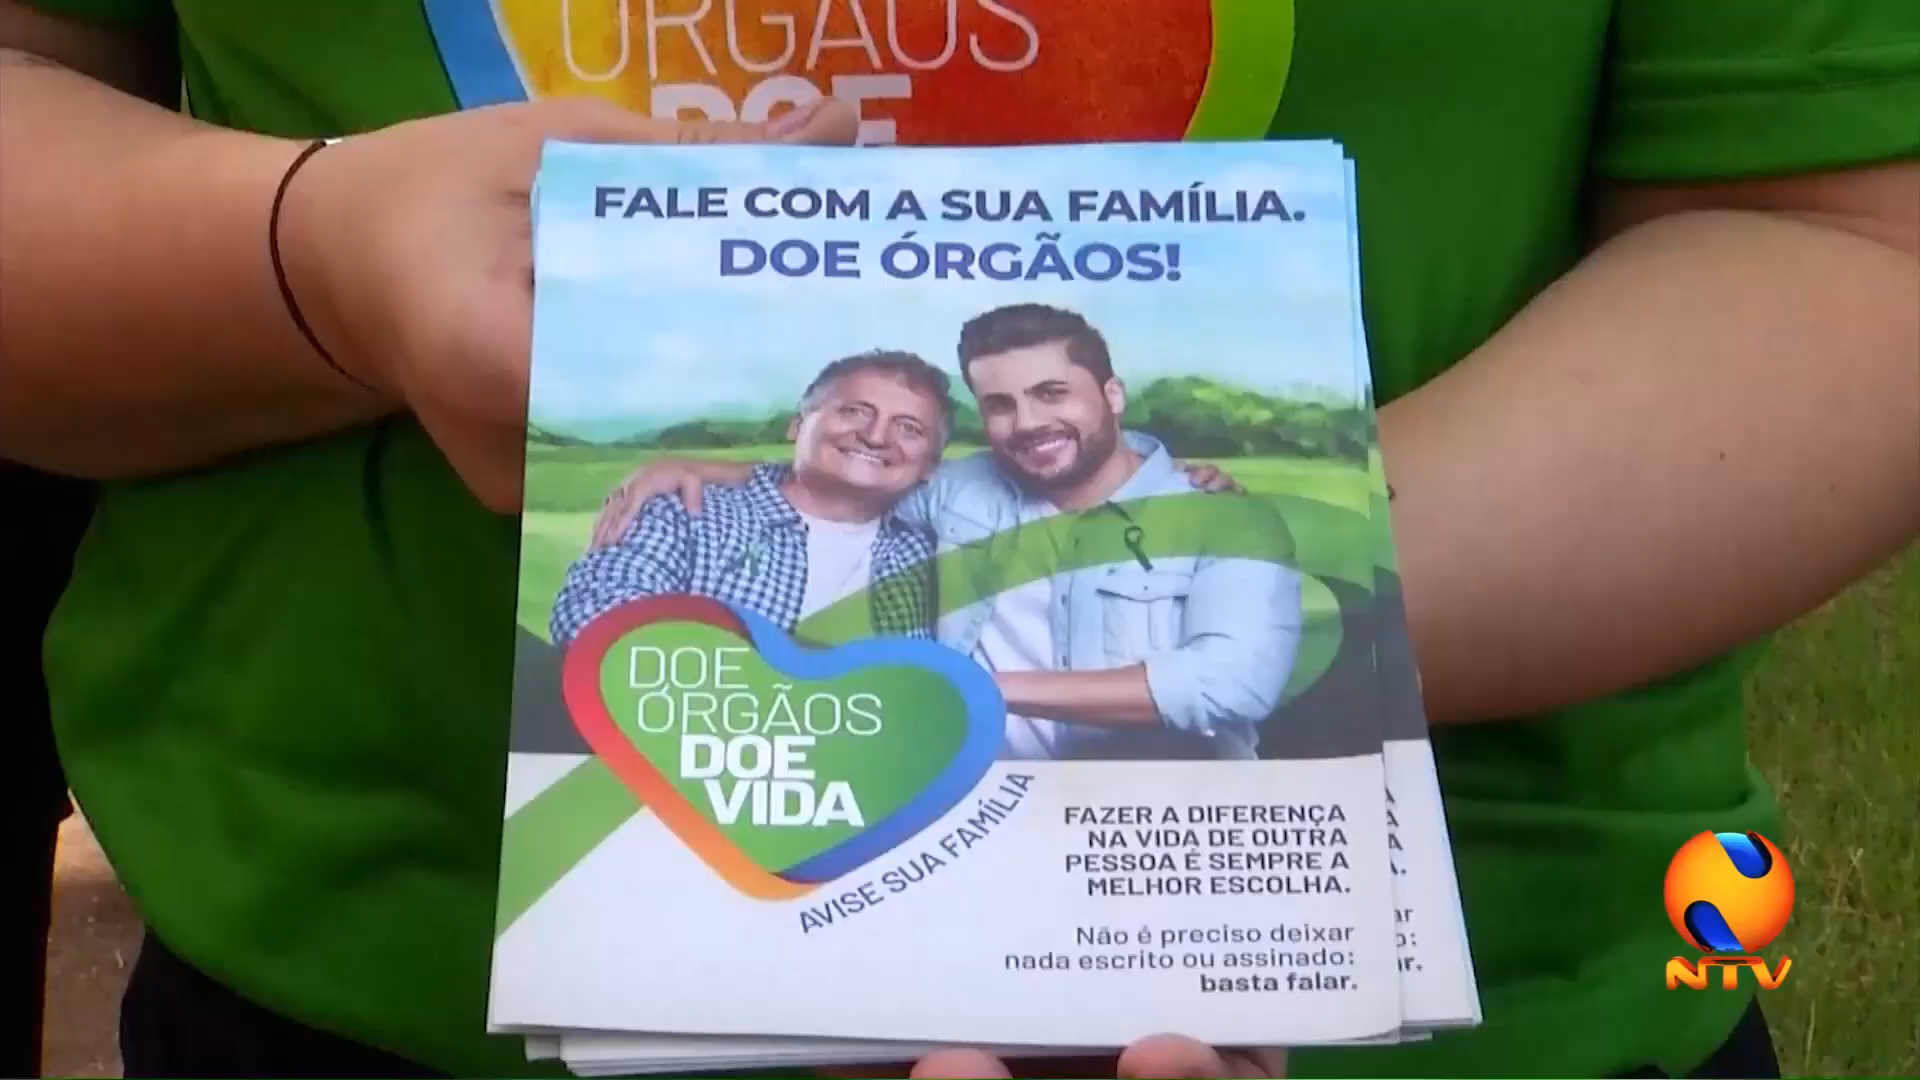 ÓRGÃOS
DOE
FALE COM A SUA FAMÍLIA.
DOE ÓRGÃOS!
DOE
ÓRGÃOS
DOE
VIDA
AVISE SUA FAMÍLIA
FAZER A DIFERENÇA
NA VIDA DE OUTRA
PESSOA É SEMPRE A
MELHOR ESCOLHA.
Não é preciso deixar
nada escrito ou assinado:
basta falar.
NTV